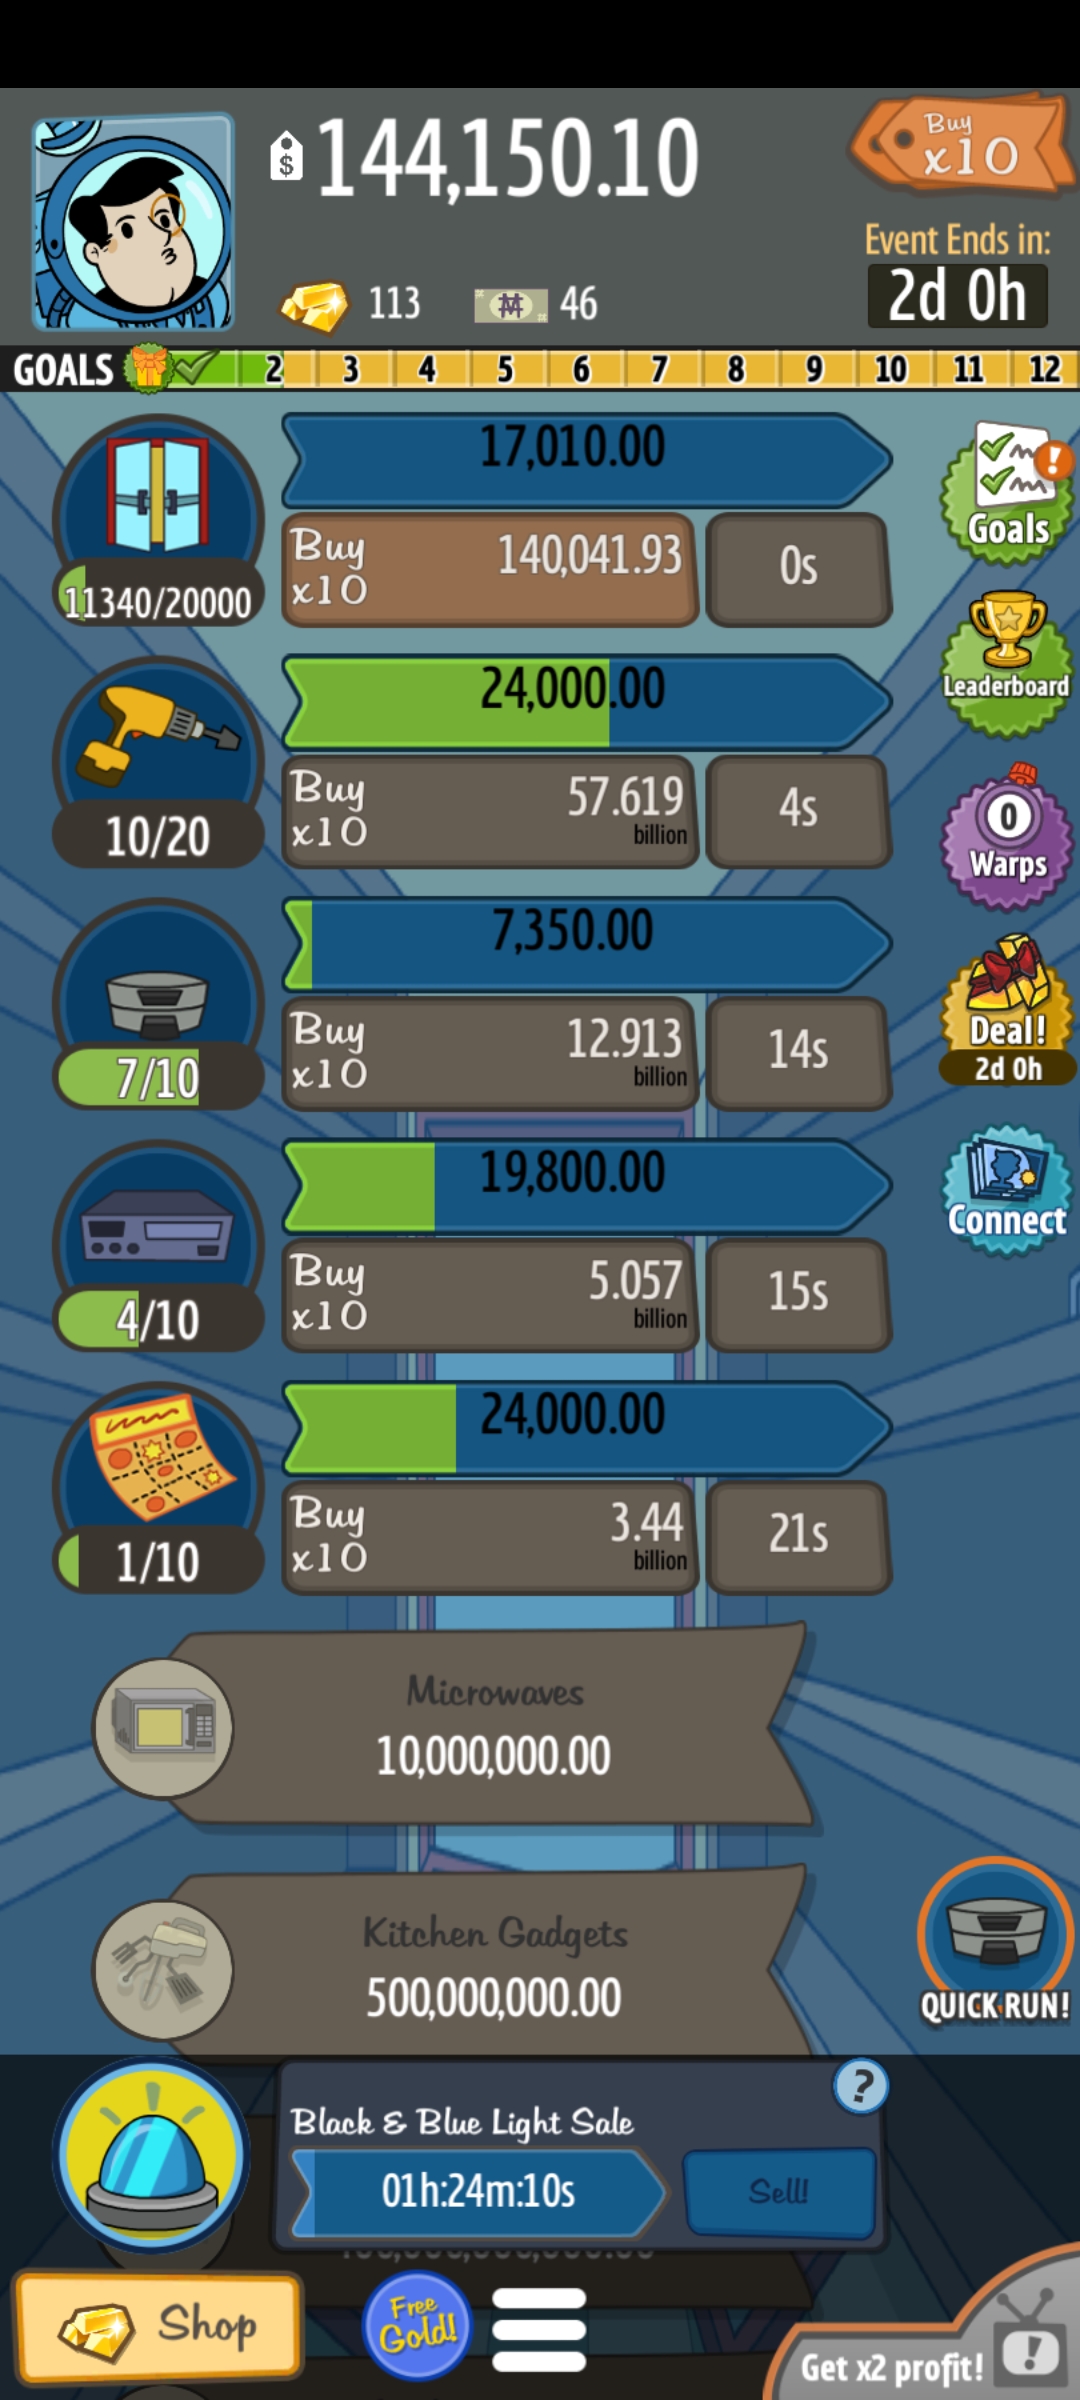 144,150.10
Buy
x10
113
46
Event Ends in:
2d 0h
GOALS 2 3 4 5 6 7 8 9 10 11 12
17,010.00
Buy
x10
140,041.93
0s
11340/20000
Goals
24,000.00
Buy
x10
57.619
billion
4s
10/20
Leaderboard
7,350.00
Buy
x10
12.913
billion
14s
7/10
0
Warps
19,800.00
Buy
x10
5.057
billion
15s
4/10
Deal!
2d 0h
24,000.00
Buy
x10
3.44
billion
21s
1/10
Connect
Microwaves
10,000,000.00
Kitchen Gadgets
500,000,000.00
QUICK RUN!
Black & Blue Light Sale
?
01h:24m:10s
Sell!
Shop
Free
Gold!
Get x2 profit!